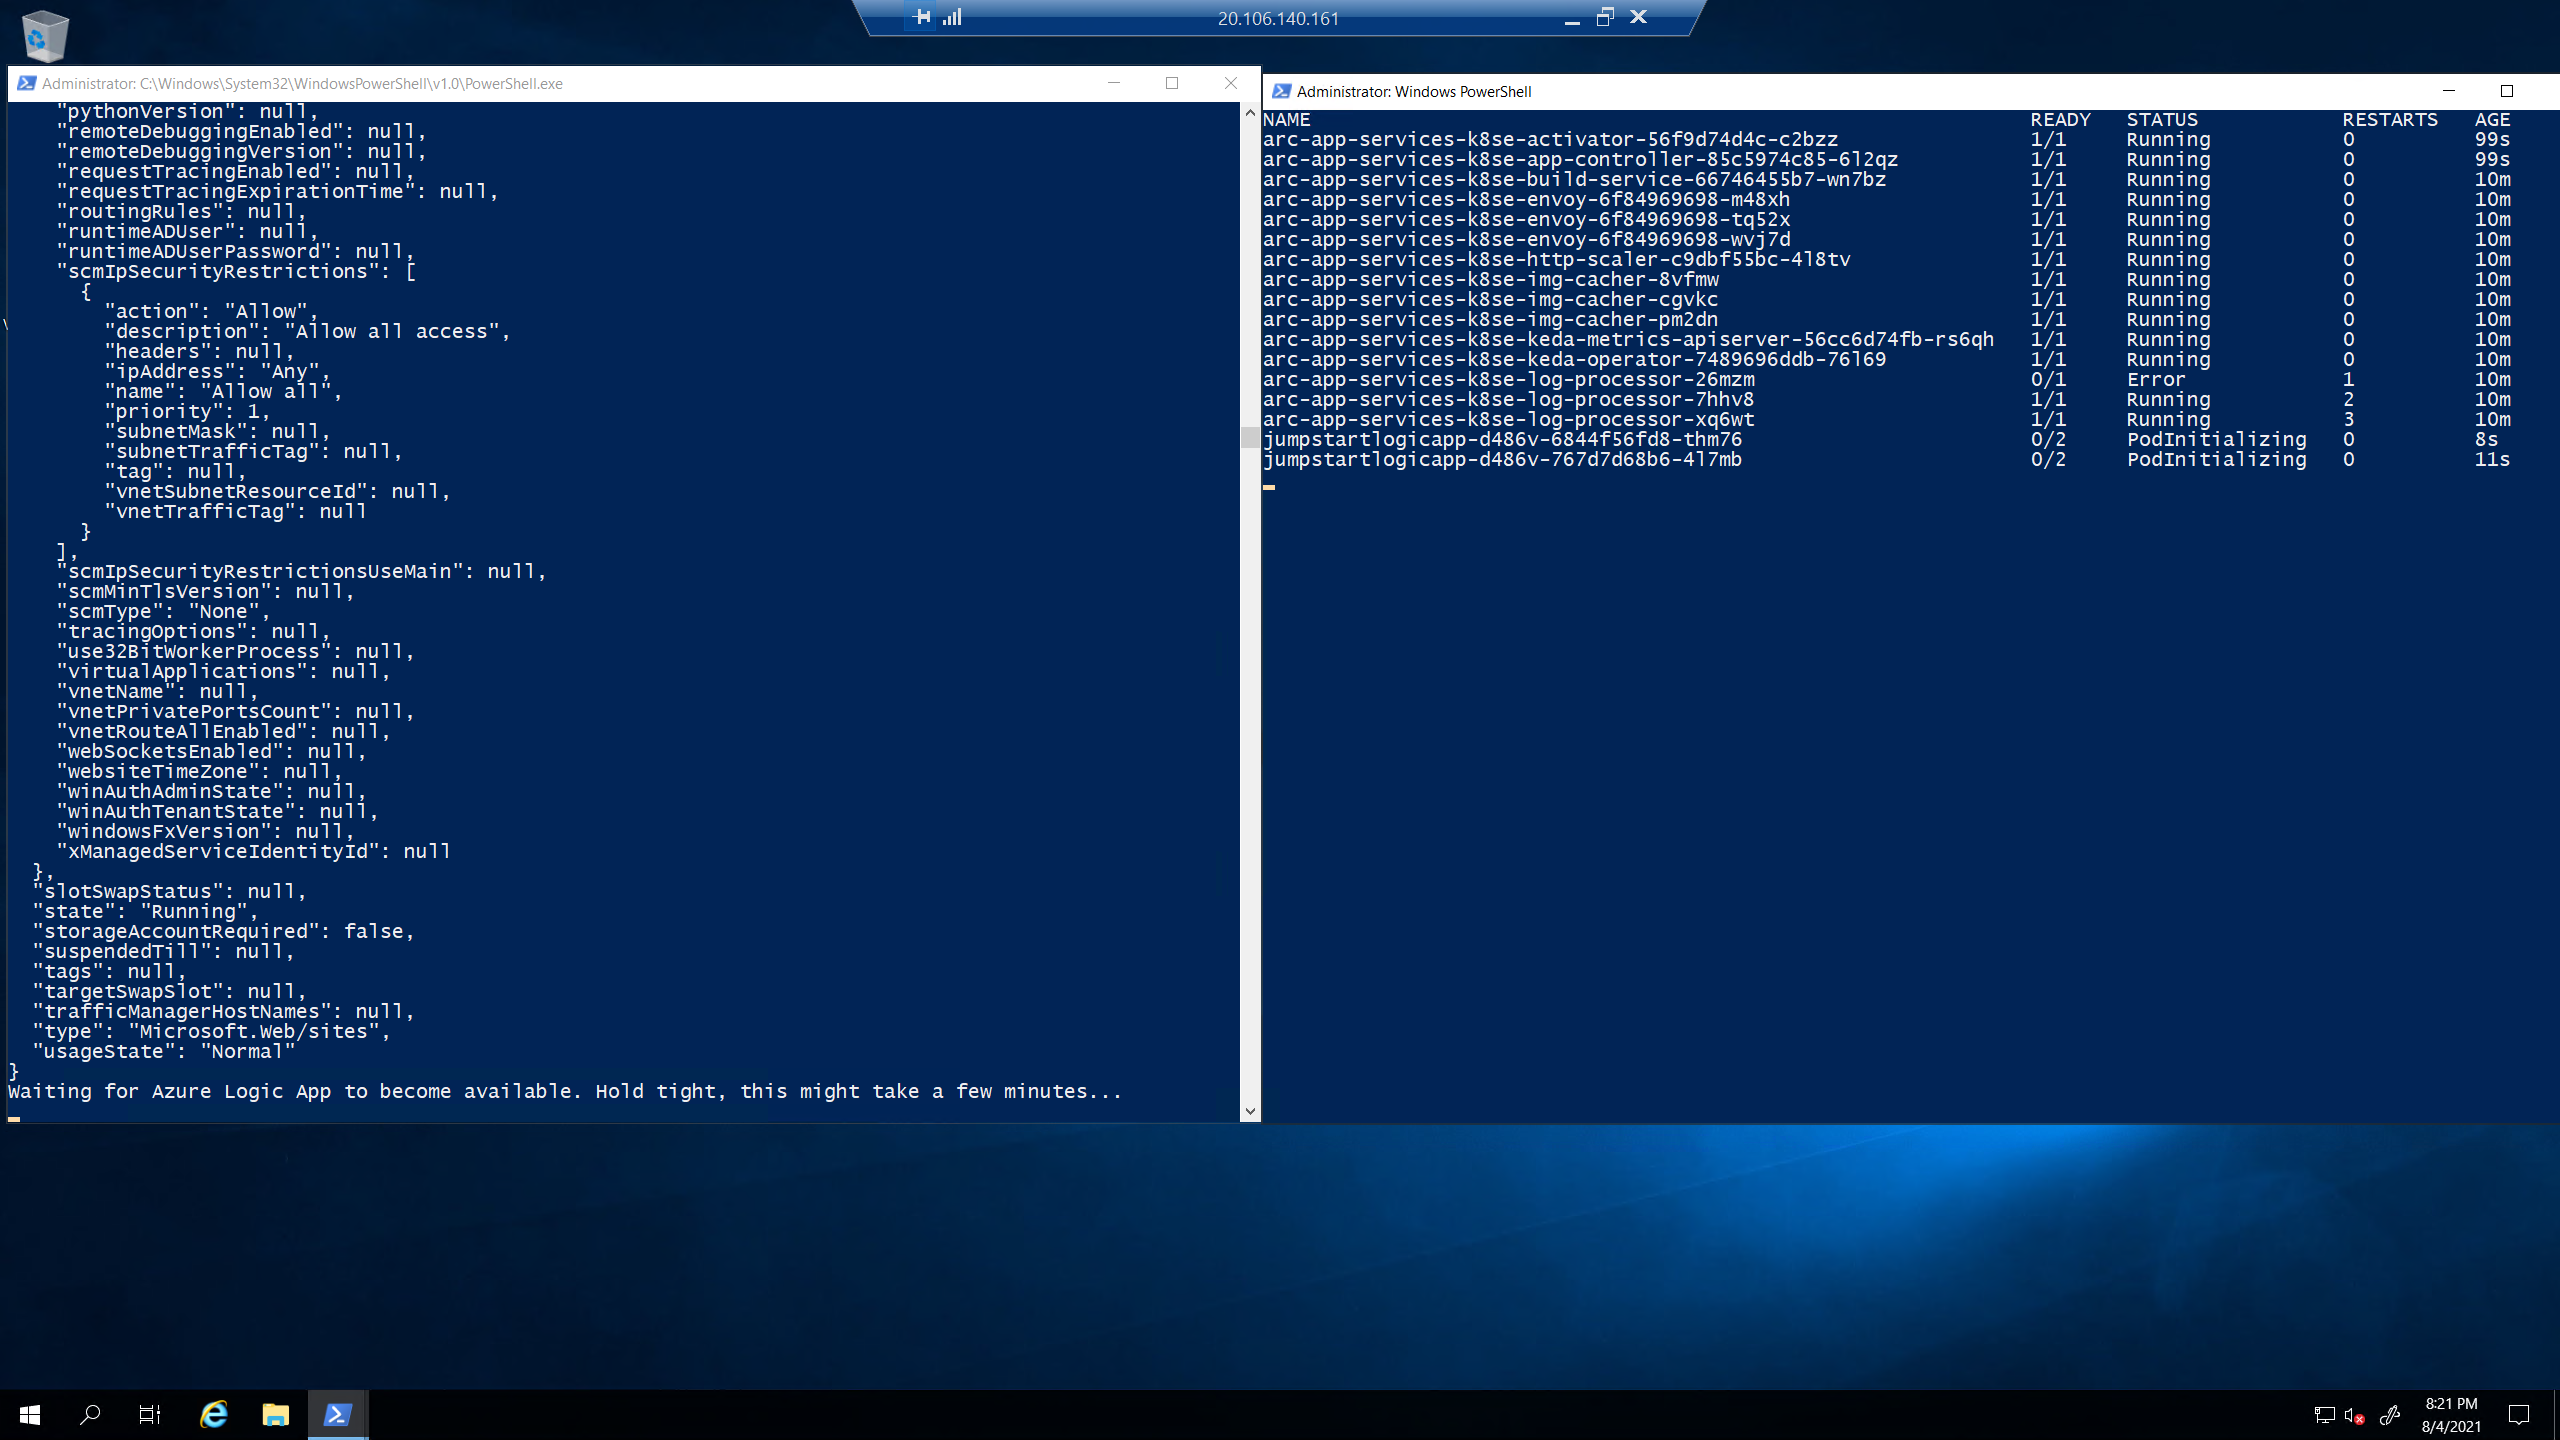 20.106.140.161
Administrator: C:\Windows\System32\WindowsPowerShell\v1.0\PowerShell.exe
    "pythonVersion": null,
    "remoteDebuggingEnabled": null,
    "remoteDebuggingVersion": null,
    "requestTracingEnabled": null,
    "requestTracingExpirationTime": null,
    "routingRules": null,
    "runtimeADUser": null,
    "runtimeADUserPassword": null,
    "scmIpSecurityRestrictions": [
      {
        "action": "Allow",
        "description": "Allow all access",
        "headers": null,
        "ipAddress": "Any",
        "name": "Allow all",
        "priority": 1,
        "subnetMask": null,
        "subnetTrafficTag": null,
        "tag": null,
        "vnetSubnetResourceId": null,
        "vnetTrafficTag": null
      }
    ],
    "scmIpSecurityRestrictionsUseMain": null,
    "scmMinTlsVersion": null,
    "scmType": "None",
    "tracingOptions": null,
    "use32BitWorkerProcess": null,
    "virtualApplications": null,
    "vnetName": null,
    "vnetPrivatePortsCount": null,
    "vnetRouteAllEnabled": null,
    "webSocketsEnabled": null,
    "websiteTimeZone": null,
    "winAuthAdminState": null,
    "winAuthTenantState": null,
    "windowsFxVersion": null,
    "xManagedServiceIdentityId": null
  },
  "slotSwapStatus": null,
  "state": "Running",
  "storageAccountRequired": false,
  "suspendedTill": null,
  "tags": null,
  "targetSwapSlot": null,
  "trafficManagerHostNames": null,
  "type": "Microsoft.Web/sites",
  "usageState": "Normal"
}
Waiting for Azure Logic App to become available. Hold tight, this might take a few minutes...
Administrator: Windows PowerShell
NAME READY STATUS RESTARTS AGE
arc-app-services-k8se-activator-56f9d74d4c-c2bzz 1/1 Running 0 99s
arc-app-services-k8se-app-controller-85c5974c85-6l2qz 1/1 Running 0 99s
arc-app-services-k8se-build-service-66746455b7-wn7bz 1/1 Running 0 10m
arc-app-services-k8se-envoy-6f84969698-m48xh 1/1 Running 0 10m
arc-app-services-k8se-envoy-6f84969698-tq52x 1/1 Running 0 10m
arc-app-services-k8se-envoy-6f84969698-wvj7d 1/1 Running 0 10m
arc-app-services-k8se-http-scaler-c9dbf55bc-4l8tv 1/1 Running 0 10m
arc-app-services-k8se-img-cacher-8vfmw 1/1 Running 0 10m
arc-app-services-k8se-img-cacher-cgvkc 1/1 Running 0 10m
arc-app-services-k8se-img-cacher-pm2dn 1/1 Running 0 10m
arc-app-services-k8se-keda-metrics-apiserver-56cc6d74fb-rs6qh 1/1 Running 0 10m
arc-app-services-k8se-keda-operator-7489696ddb-76l69 1/1 Running 0 10m
arc-app-services-k8se-log-processor-26mzm 0/1 Error 1 10m
arc-app-services-k8se-log-processor-7hhv8 1/1 Running 2 10m
arc-app-services-k8se-log-processor-xq6wt 1/1 Running 3 10m
jumpstartlogicapp-d486v-6844f56fd8-thm76 0/2 PodInitializing 0 8s
jumpstartlogicapp-d486v-767d7d68b6-4l7mb 0/2 PodInitializing 0 11s
8:21 PM
8/4/2021